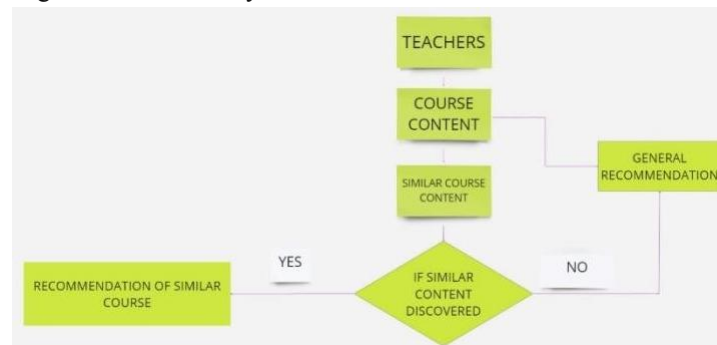 TEACHERS
COURSE
CONTENT
SIMILAR COURSE
CONTENT
GENERAL
RECOMMENDATION
IF SIMILAR
CONTENT
DISCOVERED
YES
NO
RECOMMENDATION OF SIMILAR
COURSE